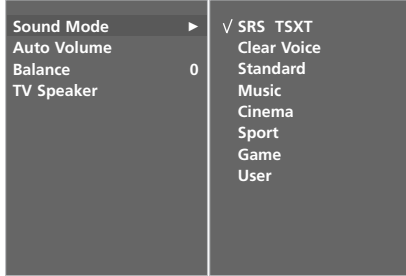 Sound Mode ►
Auto Volume
Balance 0
TV Speaker
√ SRS TSXT
Clear Voice
Standard
Music
Cinema
Sport
Game
User